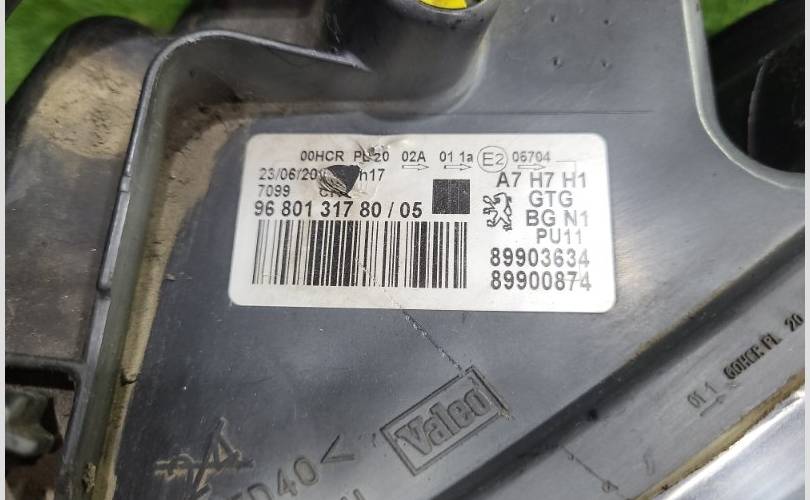 00HCR PL 20 02A 01 1a E2 06704
23/06/20 h17
7099
96 801 317 80 / 05
A7 H7 H1
GTG
BG N1
PU11
89903634
89900874
01 1 00HCR PL 20
Valeo
D40<